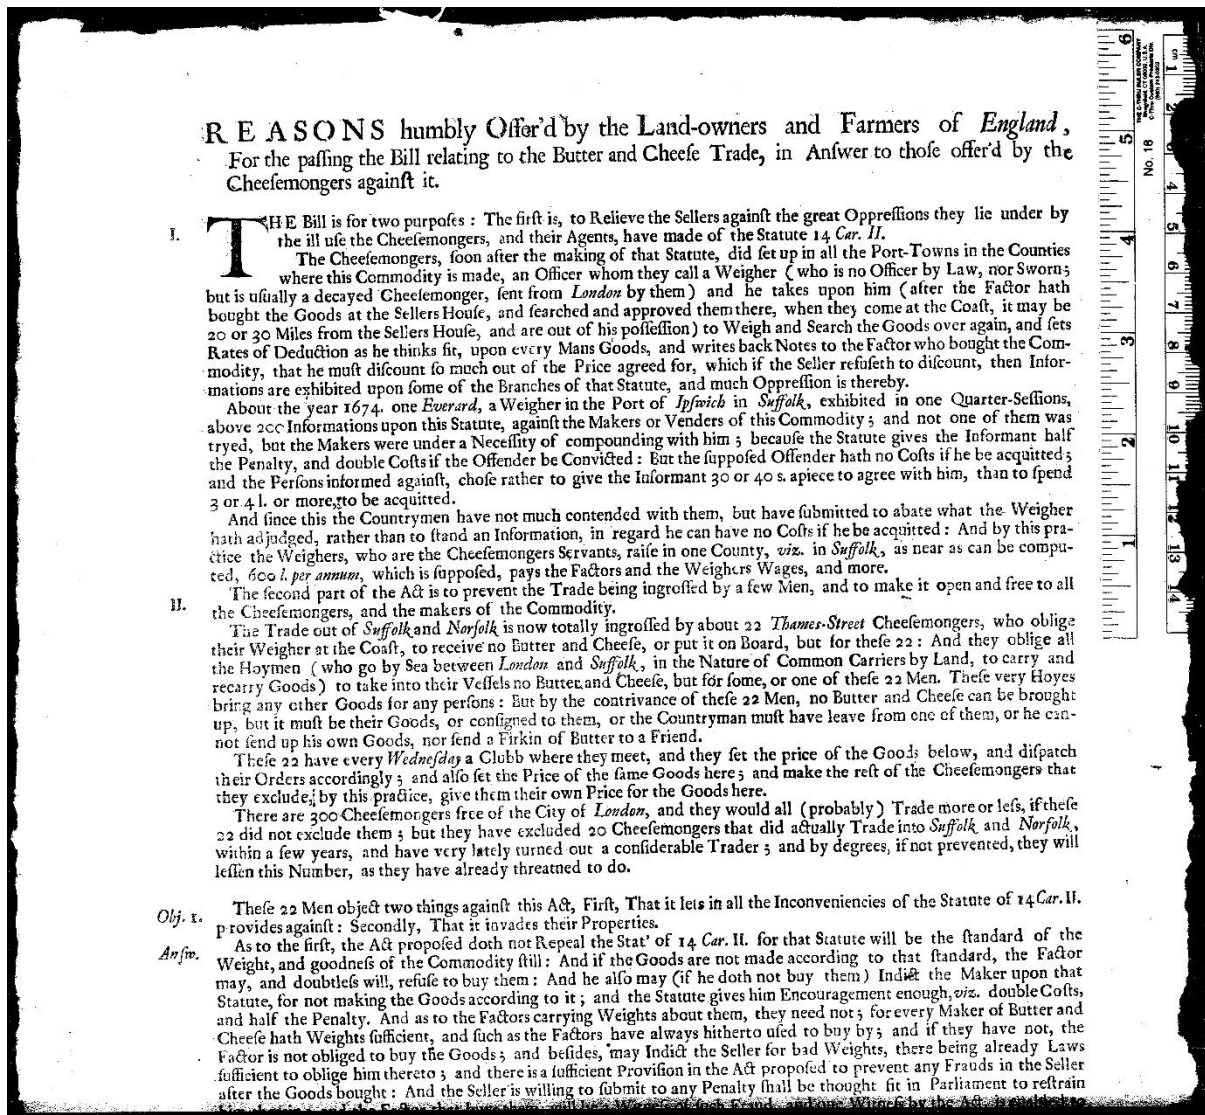 REASONS humbly Offer'd by the Land-owners and Farmers of England,
For the paſſing the Bill relating to the Butter and Cheeſe Trade, in Anſwer to thoſe offer'd by the
Cheeſemongers againſt it.
I. THE Bill is for two purpoſes : The firſt is, to Relieve the Sellers againſt the great Oppreſſions they lie under by
the ill uſe the Cheeſemongers, and their Agents, have made of the Statute 14 Car. II.
The Cheeſemongers, ſoon after the making of that Statute, did ſet up in all the Port-Towns in the Counties
where this Commodity is made, an Officer whom they call a Weigher (who is no Officer by Law, nor Sworn;
but is uſually a decayed Cheeſemonger, ſent from London by them) and he takes upon him (after the Factor hath
bought the Goods at the Sellers Houſe, and ſearched and approved them there, when they come at the Coaſt, it may be
20 or 30 Miles from the Sellers Houſe, and are out of his poſſeſſion) to Weigh and Search the Goods over again, and ſets
Rates of Deduction as he thinks fit, upon every Mans Goods, and writes back Notes to the Factor who bought the Com-
modity, that he muſt diſcount ſo much out of the Price agreed for, which if the Seller refuſeth to diſcount, then Infor-
mations are exhibited upon ſome of the Branches of that Statute, and much Oppreſſion is thereby.
About the year 1674. one Everard, a Weigher in the Port of Ipſwich in Suffolk, exhibited in one Quarter-Seſſions,
above 200 Informations upon this Statute, againſt the Makers or Venders of this Commodity; and not one of them was
tryed, but the Makers were under a Neceſſity of compounding with him ; becauſe the Statute gives the Informant half
the Penalty, and double Coſts if the Offender be Convicted : But the ſuppoſed Offender hath no Coſts if he be acquitted;
and the Perſons informed againſt, choſe rather to give the Informant 30 or 40 s. apiece to agree with him, than to ſpend
3 or 4 l. or more, to be acquitted.
And ſince this the Countrymen have not much contended with them, but have ſubmitted to abate what the Weigher
hath adjudged, rather than to ſtand an Information, in regard he can have no Coſts if he be acquitted : And by this pra-
ctice the Weighers, who are the Cheeſemongers Servants, raiſe in one County, viz. in Suffolk, as near as can be compu-
ted, 600 l. per annum, which is ſuppoſed, pays the Factors and the Weighers Wages, and more.
II. The ſecond part of the Act is to prevent the Trade being ingroſſed by a few Men, and to make it open and free to all
the Cheeſemongers, and the makers of the Commodity.
The Trade out of Suffolk and Norfolk is now totally ingroſſed by about 22 Thames-Street Cheeſemongers, who oblige
their Weigher at the Coaſt, to receive no Butter and Cheeſe, or put it on Board, but for theſe 22 : And they oblige all
the Hoymen (who go by Sea between London and Suffolk, in the Nature of Common Carriers by Land, to carry and
recarry Goods) to take into their Veſſels no Butter and Cheeſe, but for ſome, or one of theſe 22 Men. Theſe very Hoyes
bring any other Goods for any perſons : But by the contrivance of theſe 22 Men, no Butter and Cheeſe can be brought
up, but it muſt be their Goods, or conſigned to them, or the Countryman muſt have leave from one of them, or he can-
not ſend up his own Goods, nor ſend a Firkin of Butter to a Friend.
Theſe 22 have every Wedneſday a Clubb where they meet, and they ſet the price of the Goods below, and diſpatch
their Orders accordingly ; and alſo ſet the Price of the ſame Goods here ; and make the reſt of the Cheeſemongers that
they exclude, by this practice, give them their own Price for the Goods here.
There are 300 Cheeſemongers free of the City of London, and they would all (probably) Trade more or leſs, if theſe
22 did not exclude them ; but they have excluded 20 Cheeſemongers that did actually Trade into Suffolk and Norfolk,
within a few years, and have very lately turned out a conſiderable Trader ; and by degrees, if not prevented, they will
leſſen this Number, as they have already threatned to do.
Obj. 1. Theſe 22 Men object two things againſt this Act, Firſt, That it lets in all the Inconveniencies of the Statute of 14 Car. II.
provides againſt : Secondly, That it invades their Properties.
Anſw. As to the firſt, the Act propoſed doth not Repeal the Stat' of 14 Car. II. for that Statute will be the ſtandard of the
Weight, and goodneſs of the Commodity ſtill : And if the Goods are not made according to that ſtandard, the Factor
may, and doubtleſs will, refuſe to buy them : And he alſo may (if he doth not buy them) Indict the Maker upon that
Statute, for not making the Goods according to it ; and the Statute gives him Encouragement enough, viz. double Coſts,
and half the Penalty. And as to the Factors carrying Weights about them, they need not ; for every Maker of Butter and
Cheeſe hath Weights ſufficient, and ſuch as the Factors have always hitherto uſed to buy by ; and if they have not, the
Factor is not obliged to buy the Goods ; and beſides, may Indict the Seller for bad Weights, there being already Laws
ſufficient to oblige him thereto ; and there is a ſufficient Proviſion in the Act propoſed to prevent any Frauds in the Seller
after the Goods bought : And the Seller is willing to ſubmit to any Penalty ſhall be thought fit in Parliament to reſtrain
6
5
4
3
2
1
No. 18
cm
1
2
3
4
5
6
7
8
9
10
11
12
13
14